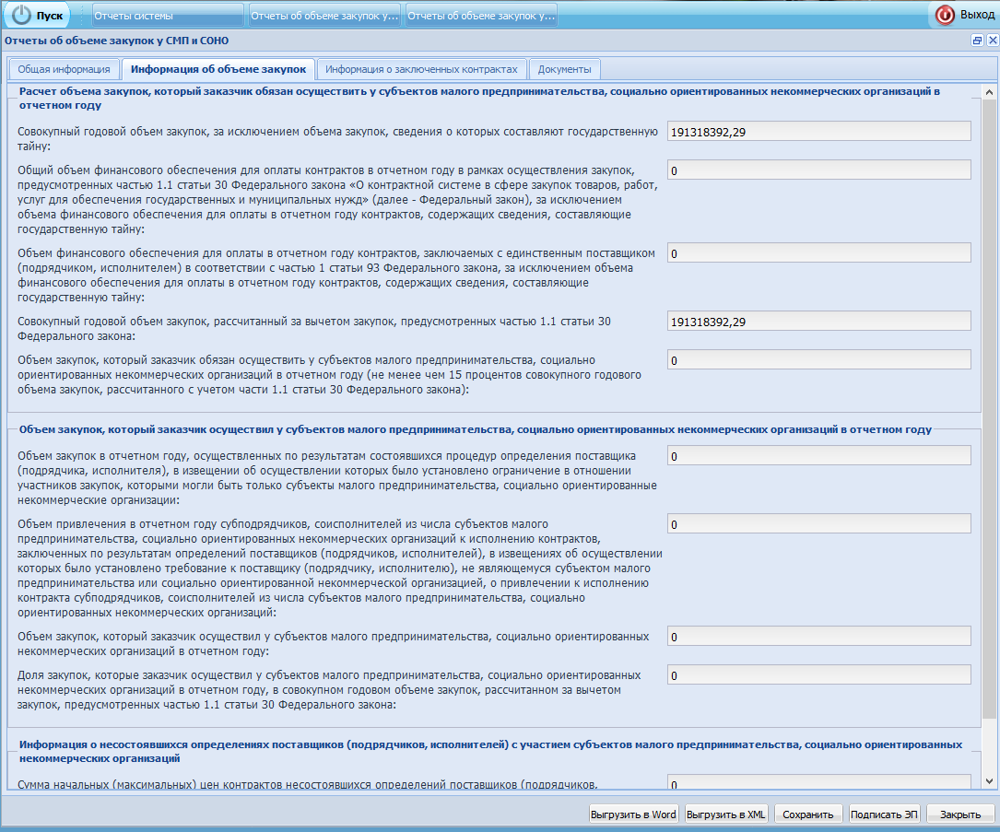 Пуск
Отчеты системы
Отчеты об объеме закупок у...
Отчеты об объеме закупок у...
Выход
Отчеты об объеме закупок у СМП и СОНО
Общая информация
Информация об объеме закупок
Информация о заключенных контрактах
Документы
Расчет объема закупок, который заказчик обязан осуществить у субъектов малого предпринимательства, социально ориентированных некоммерческих организаций в
отчетном году
Совокупный годовой объем закупок, за исключением объема закупок, сведения о которых составляют государственную
тайну:
191318392,29
Общий объем финансового обеспечения для оплаты контрактов в отчетном году в рамках осуществления закупок,
предусмотренных частью 1.1 статьи 30 Федерального закона «О контрактной системе в сфере закупок товаров, работ,
услуг для обеспечения государственных и муниципальных нужд» (далее - Федеральный закон), за исключением
объема финансового обеспечения для оплаты в отчетном году контрактов, содержащих сведения, составляющие
государственную тайну:
0
Объем финансового обеспечения для оплаты в отчетном году контрактов, заключаемых с единственным поставщиком
(подрядчиком, исполнителем) в соответствии с частью 1 статьи 93 Федерального закона, за исключением объема
финансового обеспечения для оплаты в отчетном году контрактов, содержащих сведения, составляющие
государственную тайну:
0
Совокупный годовой объем закупок, рассчитанный за вычетом закупок, предусмотренных частью 1.1 статьи 30
Федерального закона:
191318392,29
Объем закупок, который заказчик обязан осуществить у субъектов малого предпринимательства, социально
ориентированных некоммерческих организаций в отчетном году (не менее чем 15 процентов совокупного годового
объема закупок, рассчитанного с учетом части 1.1 статьи 30 Федерального закона):
0
Объем закупок, который заказчик осуществил у субъектов малого предпринимательства, социально ориентированных некоммерческих организаций в отчетном году
Объем закупок в отчетном году, осуществленных по результатам состоявшихся процедур определения поставщика
(подрядчика, исполнителя), в извещении об осуществлении которых было установлено ограничение в отношении
участников закупок, которыми могли быть только субъекты малого предпринимательства, социально ориентированные
некоммерческие организации:
0
Объем привлечения в отчетном году субподрядчиков, соисполнителей из числа субъектов малого
предпринимательства, социально ориентированных некоммерческих организаций к исполнению контрактов,
заключенных по результатам определений поставщиков (подрядчиков, исполнителей), в извещениях об осуществлении
которых было установлено требование к поставщику (подрядчику, исполнителю), не являющемуся субъектом малого
предпринимательства или социально ориентированной некоммерческой организацией, о привлечении к исполнению
контракта субподрядчиков, соисполнителей из числа субъектов малого предпринимательства, социально
ориентированных некоммерческих организаций:
0
Объем закупок, который заказчик осуществил у субъектов малого предпринимательства, социально ориентированных
некоммерческих организаций в отчетном году:
0
Доля закупок, которые заказчик осуществил у субъектов малого предпринимательства, социально ориентированных
некоммерческих организаций в отчетном году, в совокупном годовом объеме закупок, рассчитанном за вычетом
закупок, предусмотренных частью 1.1 статьи 30 Федерального закона:
0
Информация о несостоявшихся определениях поставщиков (подрядчиков, исполнителей) с участием субъектов малого предпринимательства, социально ориентированных
некоммерческих организаций
Сумма начальных (максимальных) цен контрактов несостоявшихся определений поставщиков (подрядчиков,
0
Выгрузить в Word
Выгрузить в XML
Сохранить
Подписать ЭП
Закрыть